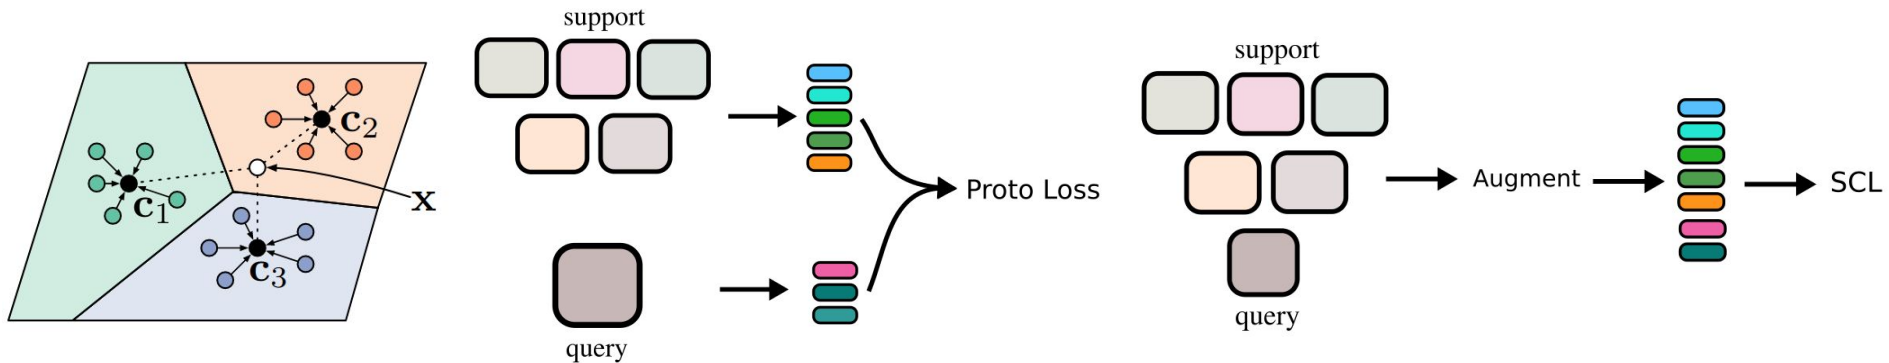 c₂
c₁
c₃
x
support
query
Proto Loss
support
query
Augment
SCL